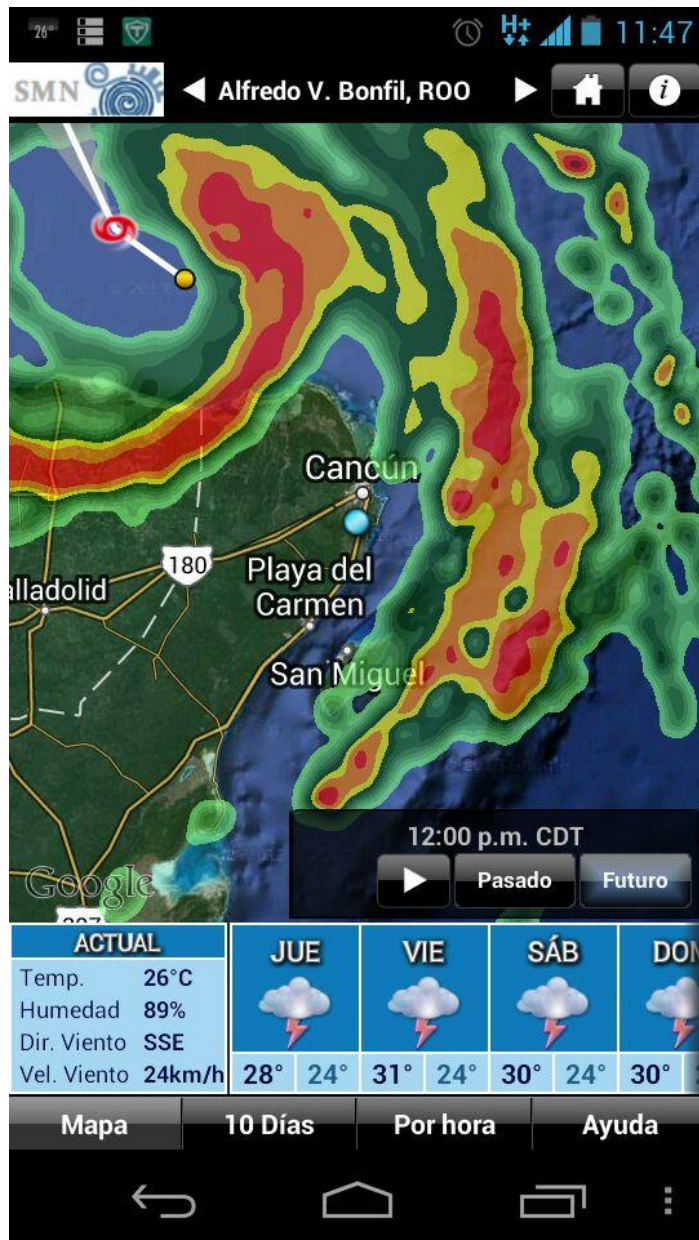 26° 11:47
SMN Alfredo V. Bonfil, ROO
Cancún
180
alladolid
Playa del
Carmen
San Miguel
12:00 p.m. CDT
Pasado Futuro
Google
307
ACTUAL
Temp. 26°C
Humedad 89%
Dir. Viento SSE
Vel. Viento 24km/h
JUE VIE SÁB DOM
28° 24° 31° 24° 30° 24° 30°
Mapa 10 Días Por hora Ayuda